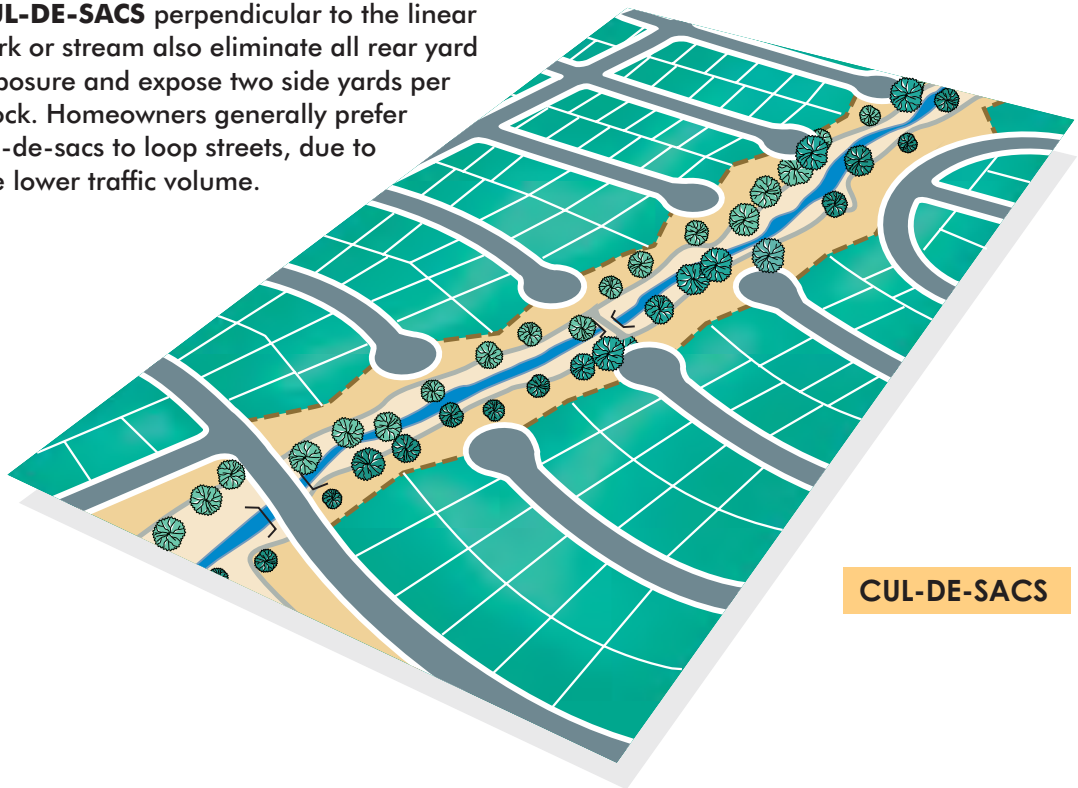 UL-DE-SACS perpendicular to the linear
rk or stream also eliminate all rear yard
posure and expose two side yards per
ock. Homeowners generally prefer
-de-sacs to loop streets, due to
e lower traffic volume.
CUL-DE-SACS